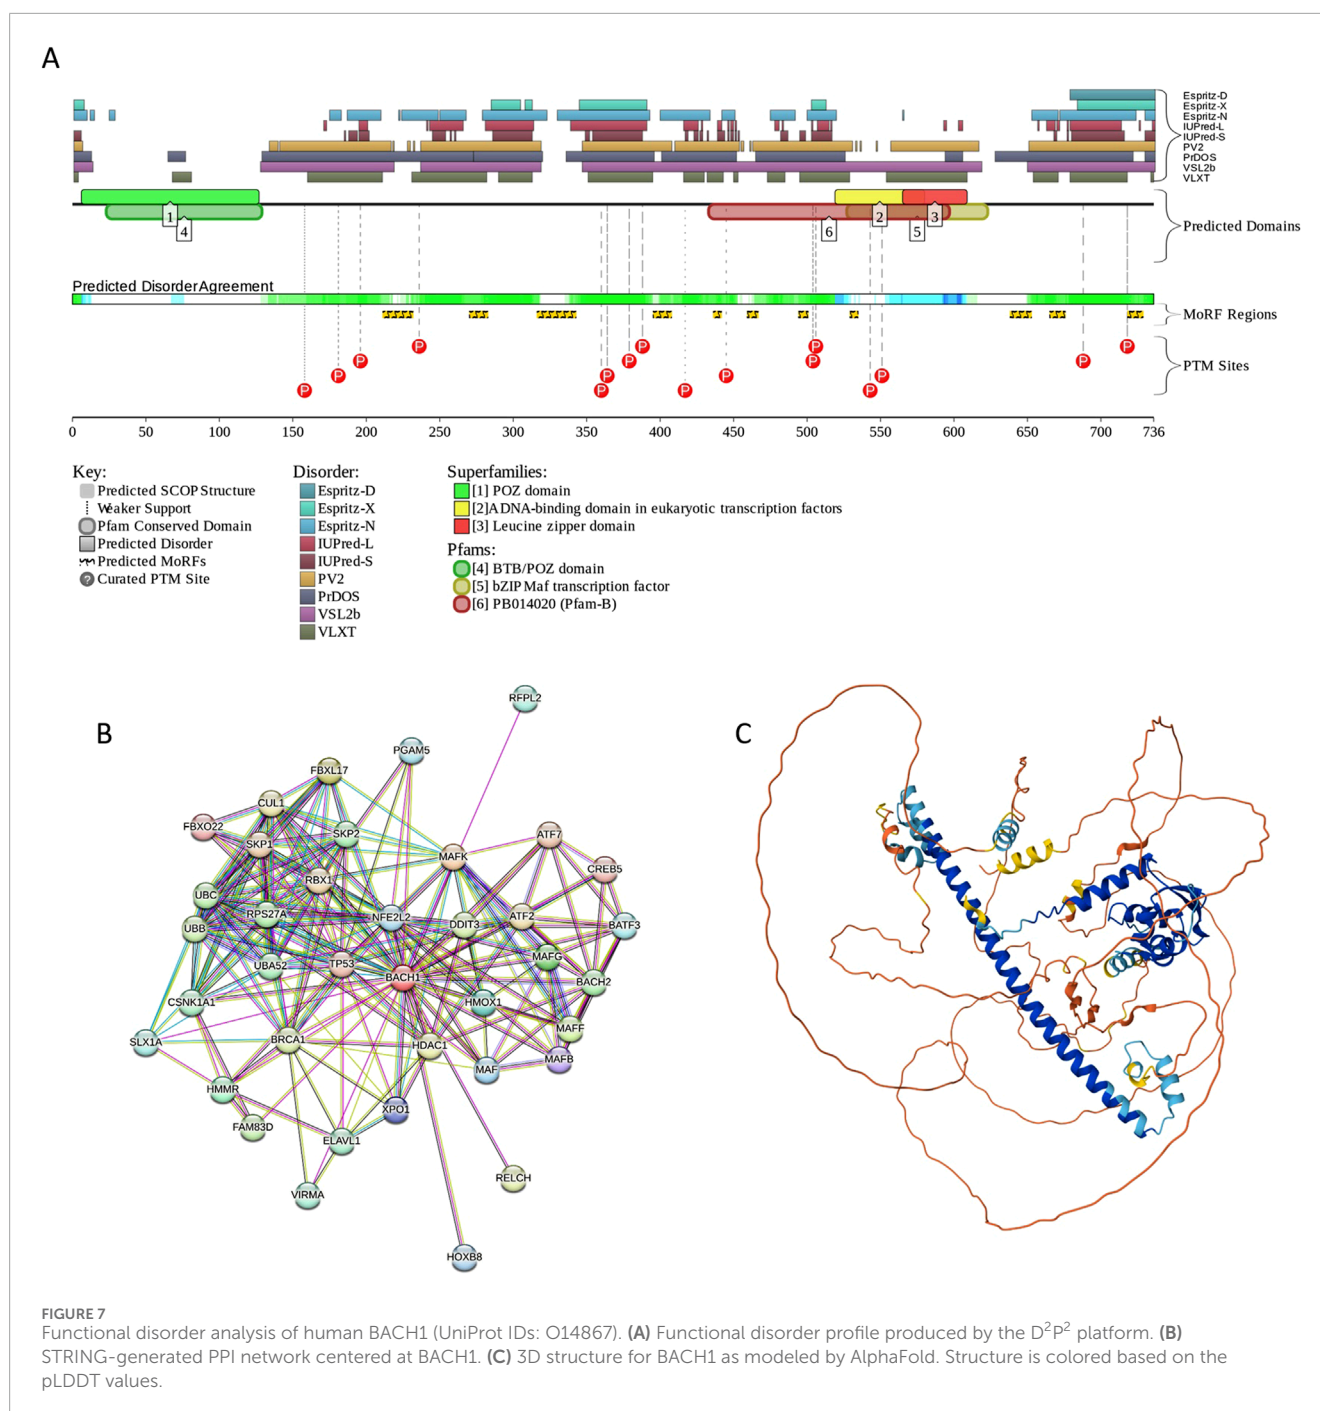 A
Espritz-D
Espritz-X
Espritz-N
IUPred-L
IUPred-S
PV2
PrDOS
VSL2b
VLXT
1
4
6
2
5
3
Predicted Domains
Predicted Disorder Agreement
MoRF Regions
P P P P P P P P P P P P P P P P P
PTM Sites
0 50 100 150 200 250 300 350 400 450 500 550 600 650 700 736
Key:
Predicted SCOP Structure
Weaker Support
Pfam Conserved Domain
Predicted Disorder
Predicted MoRFs
? Curated PTM Site
Disorder:
Espritz-D
Espritz-X
Espritz-N
IUPred-L
IUPred-S
PV2
PrDOS
VSL2b
VLXT
Superfamilies:
[1] POZ domain
[2]ADNA-binding domain in eukaryotic transcription factors
[3] Leucine zipper domain
Pfams:
[4] BTB/POZ domain
[5] bZIP Maf transcription factor
[6] PB014020 (Pfam-B)
B
RFPL2
PGAM5
FBXL17
CUL1
FBXO22
SKP2
SKP1
MAFK
ATF7
CREB5
RBX1
UBC
RPS27A
NFE2L2
DDIT3
ATF2
BATF3
UBB
MAFG
UBA52
TP53
BACH1
BACH2
CSNK1A1
HMOX1
MAFF
SLX1A
BRCA1
HDAC1
MAF
MAFB
HMMR
XPO1
FAM83D
ELAVL1
RELCH
VIRMA
HOXB8
C
FIGURE 7
Functional disorder analysis of human BACH1 (UniProt IDs: O14867). (A) Functional disorder profile produced by the D²P² platform. (B)
STRING-generated PPI network centered at BACH1. (C) 3D structure for BACH1 as modeled by AlphaFold. Structure is colored based on the
pLDDT values.